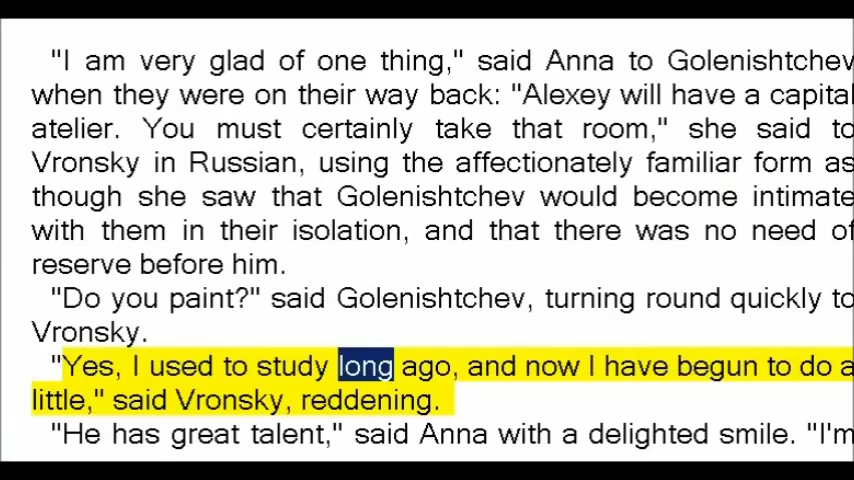 "I am very glad of one thing," said Anna to Golenishtchev
when they were on their way back: "Alexey will have a capital
atelier. You must certainly take that room," she said to
Vronsky in Russian, using the affectionately familiar form as
though she saw that Golenishtchev would become intimate
with them in their isolation, and that there was no need of
reserve before him.
"Do you paint?" said Golenishtchev, turning round quickly to
Vronsky.
"Yes, I used to study long ago, and now I have begun to do a
little," said Vronsky, reddening.
"He has great talent," said Anna with a delighted smile. "I'm